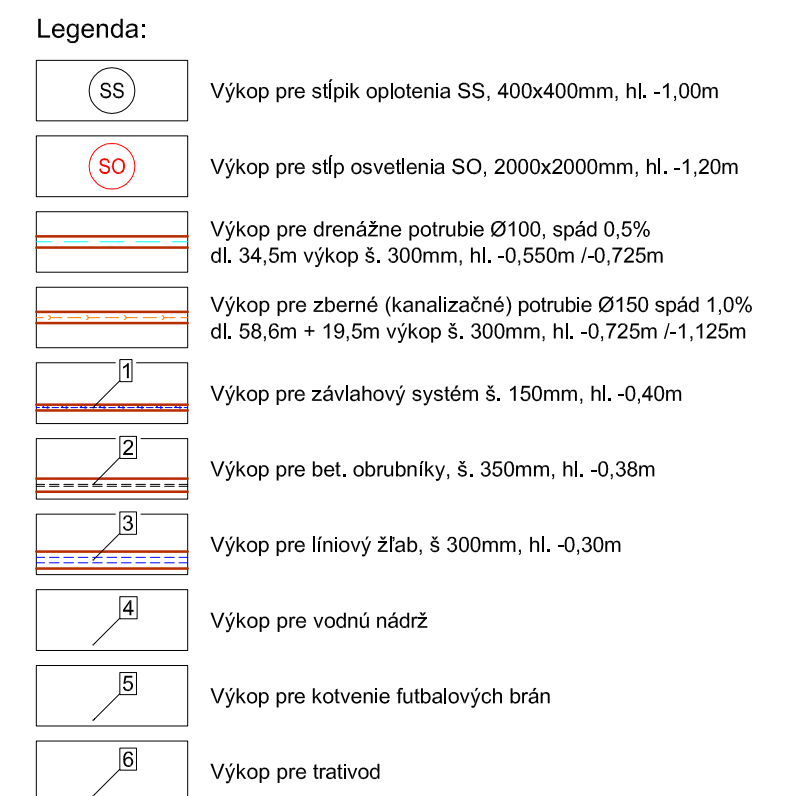 Legenda:
SS
Výkop pre stĺpik oplotenia SS, 400x400mm, hl. -1,00m
SO
Výkop pre stĺp osvetlenia SO, 2000x2000mm, hl. -1,20m
Výkop pre drenážne potrubie Ø100, spád 0,5%
dl. 34,5m výkop š. 300mm, hl. -0,550m /-0,725m
Výkop pre zberné (kanalizačné) potrubie Ø150 spád 1,0%
dl. 58,6m + 19,5m výkop š. 300mm, hl. -0,725m /-1,125m
1
Výkop pre závlahový systém š. 150mm, hl. -0,40m
2
Výkop pre bet. obrubníky, š. 350mm, hl. -0,38m
3
Výkop pre líniový žľab, š 300mm, hl. -0,30m
4
Výkop pre vodnú nádrž
5
Výkop pre kotvenie futbalových brán
6
Výkop pre trativod